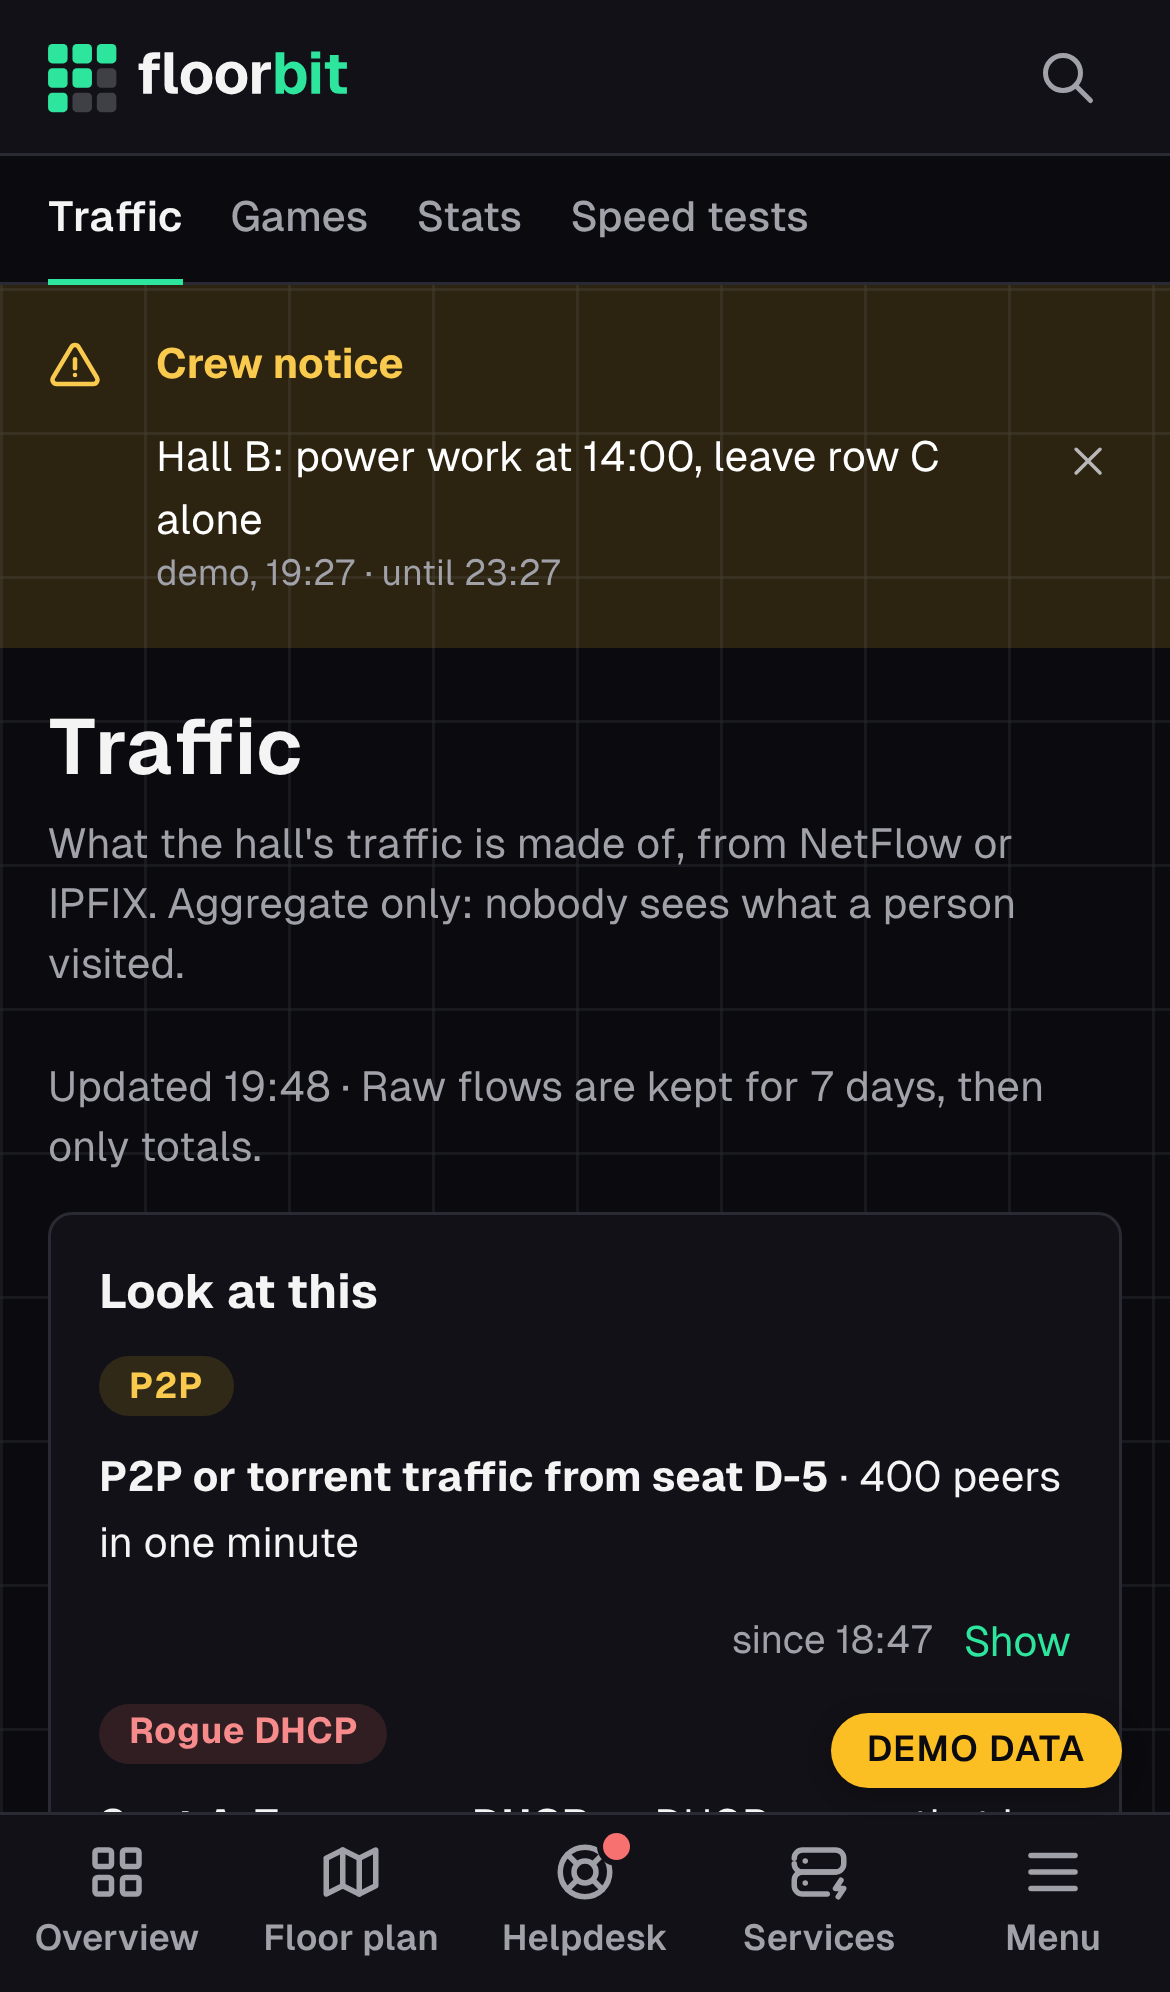 floorbit
Traffic Games Stats Speed tests
Crew notice
Hall B: power work at 14:00, leave row C
alone
demo, 19:27 · until 23:27
Traffic
What the hall's traffic is made of, from NetFlow or
IPFIX. Aggregate only: nobody sees what a person
visited.
Updated 19:48 · Raw flows are kept for 7 days, then
only totals.
Look at this
P2P
P2P or torrent traffic from seat D-5 · 400 peers
in one minute
since 18:47 Show
Rogue DHCP
DEMO DATA
Overview Floor plan Helpdesk Services Menu